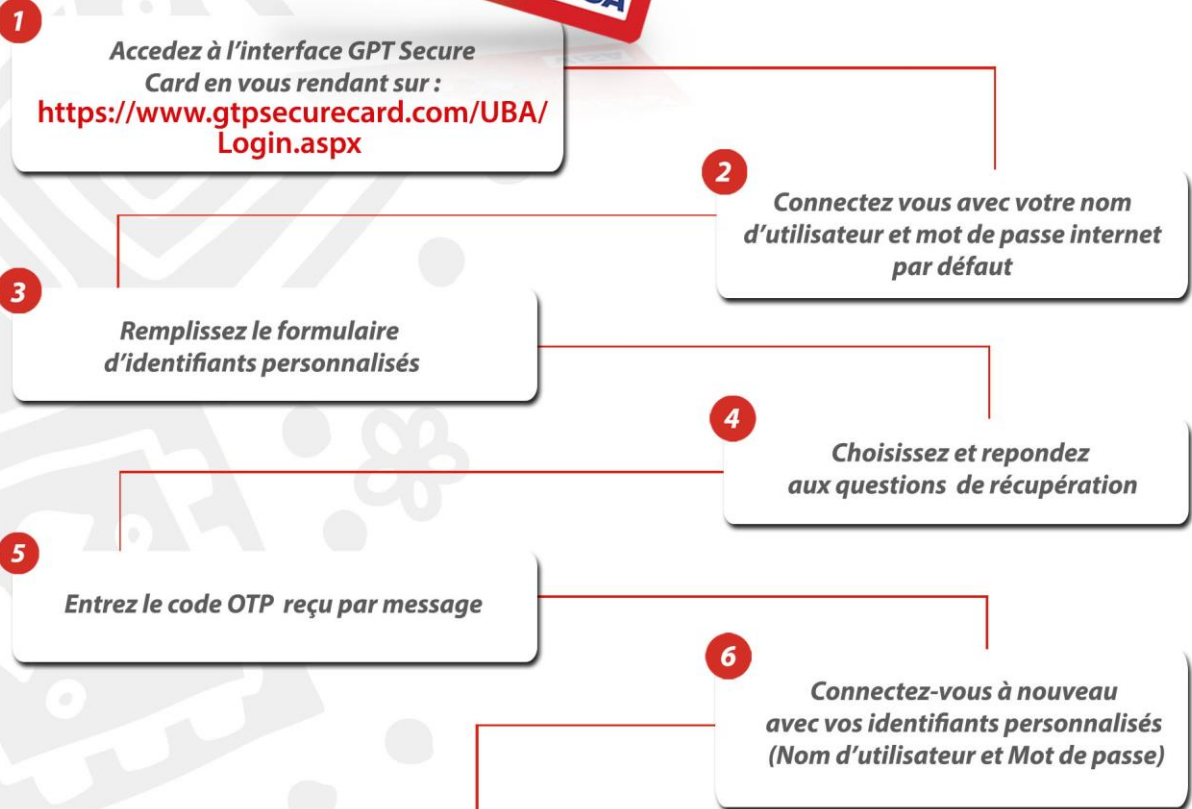 1
Accedez à l'interface GPT Secure
Card en vous rendant sur :
https://www.gtpsecurecard.com/UBA/
Login.aspx
2
Connectez vous avec votre nom
d'utilisateur et mot de passe internet
par défaut
3
Remplissez le formulaire
d'identifiants personnalisés
4
Choisissez et repondez
aux questions de récupération
5
Entrez le code OTP reçu par message
6
Connectez-vous à nouveau
avec vos identifiants personnalisés
(Nom d'utilisateur et Mot de passe)